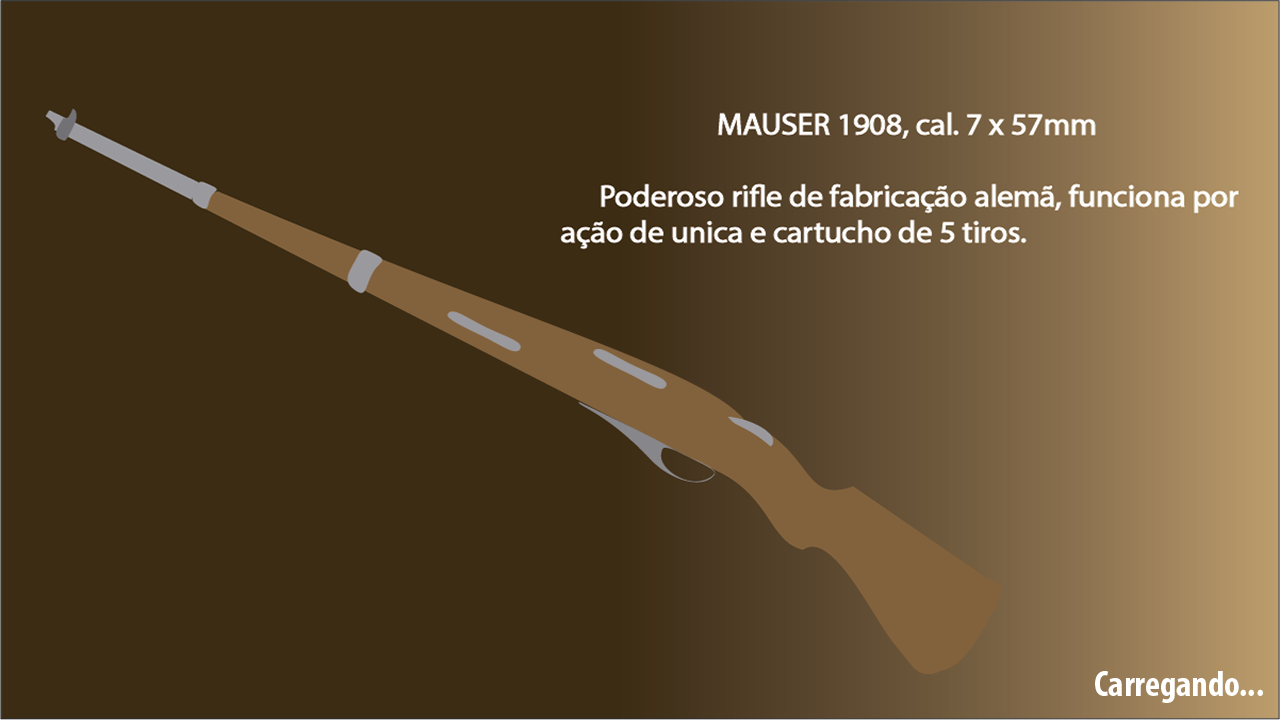 MAUSER 1908, cal. 7 x 57mm
Poderoso rifle de fabricação alemã, funciona por
ação de unica e cartucho de 5 tiros.
Carregando...